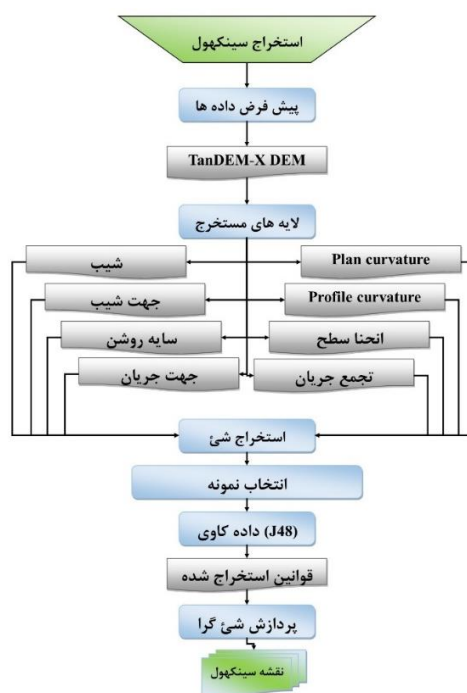 استخراج سینکهول
پیش فرض داده ها
TanDEM-X DEM
لایه های مستخرج
شیب
Plan curvature
جهت شیب
Profile curvature
سایه روشن
انحنا سطح
جهت جریان
تجمع جریان
استخراج شئ
انتخاب نمونه
داده کاوی (J48)
قوانین استخراج شده
پردازش شئ گرا
نقشه سینکهول